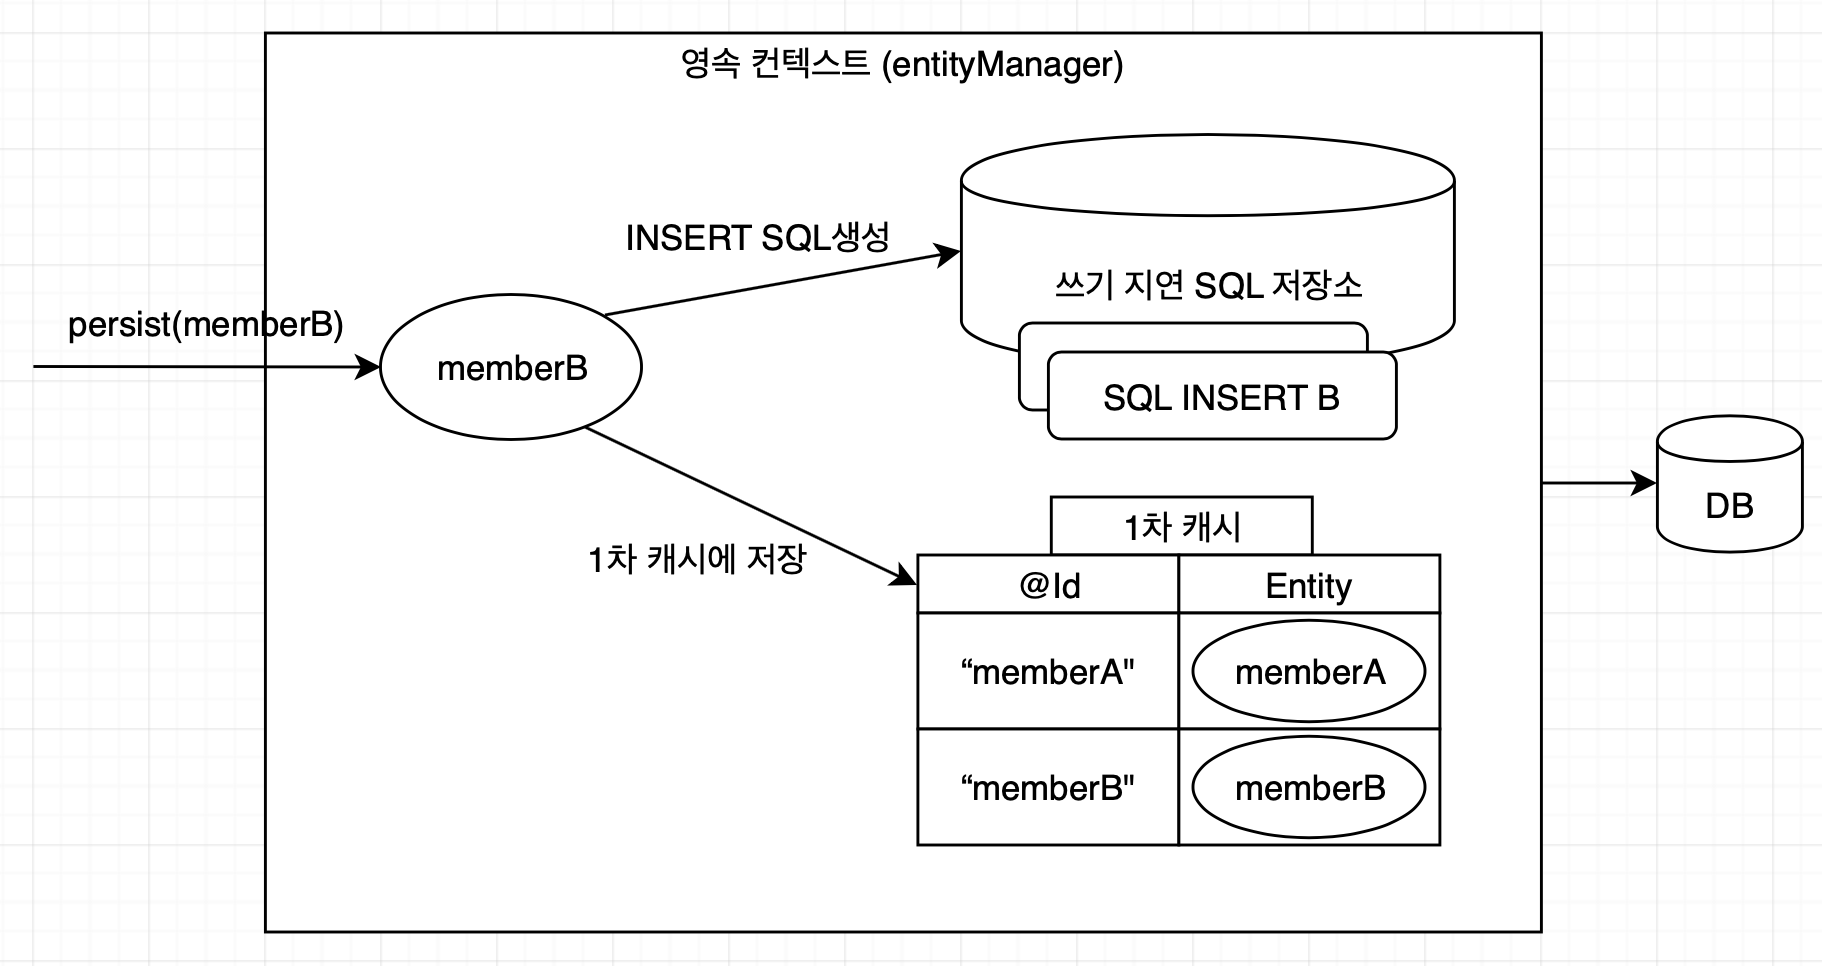 영속 컨텍스트 (entityManager)
INSERT SQL생성
쓰기 지연 SQL 저장소
persist(memberB)
memberB
SQL INSERT B
DB
1차 캐시
1차 캐시에 저장
@Id Entity
“memberA" memberA
“memberB" memberB